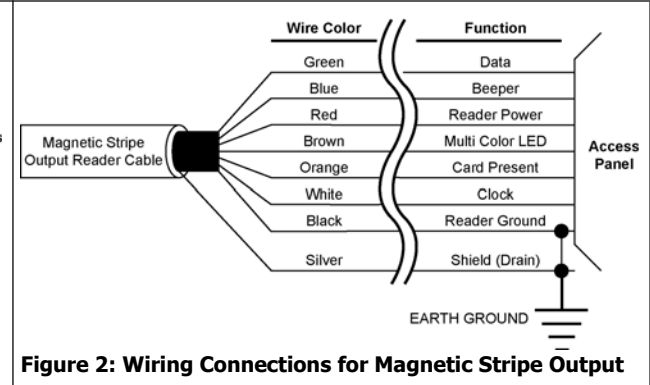 Wire Color Function
Green Data
Blue Beeper
Red Reader Power
Brown Multi Color LED
Orange Card Present
White Clock
Black Reader Ground
Silver Shield (Drain)
Magnetic Stripe
Output Reader Cable
Access
Panel
EARTH GROUND
Figure 2: Wiring Connections for Magnetic Stripe Output